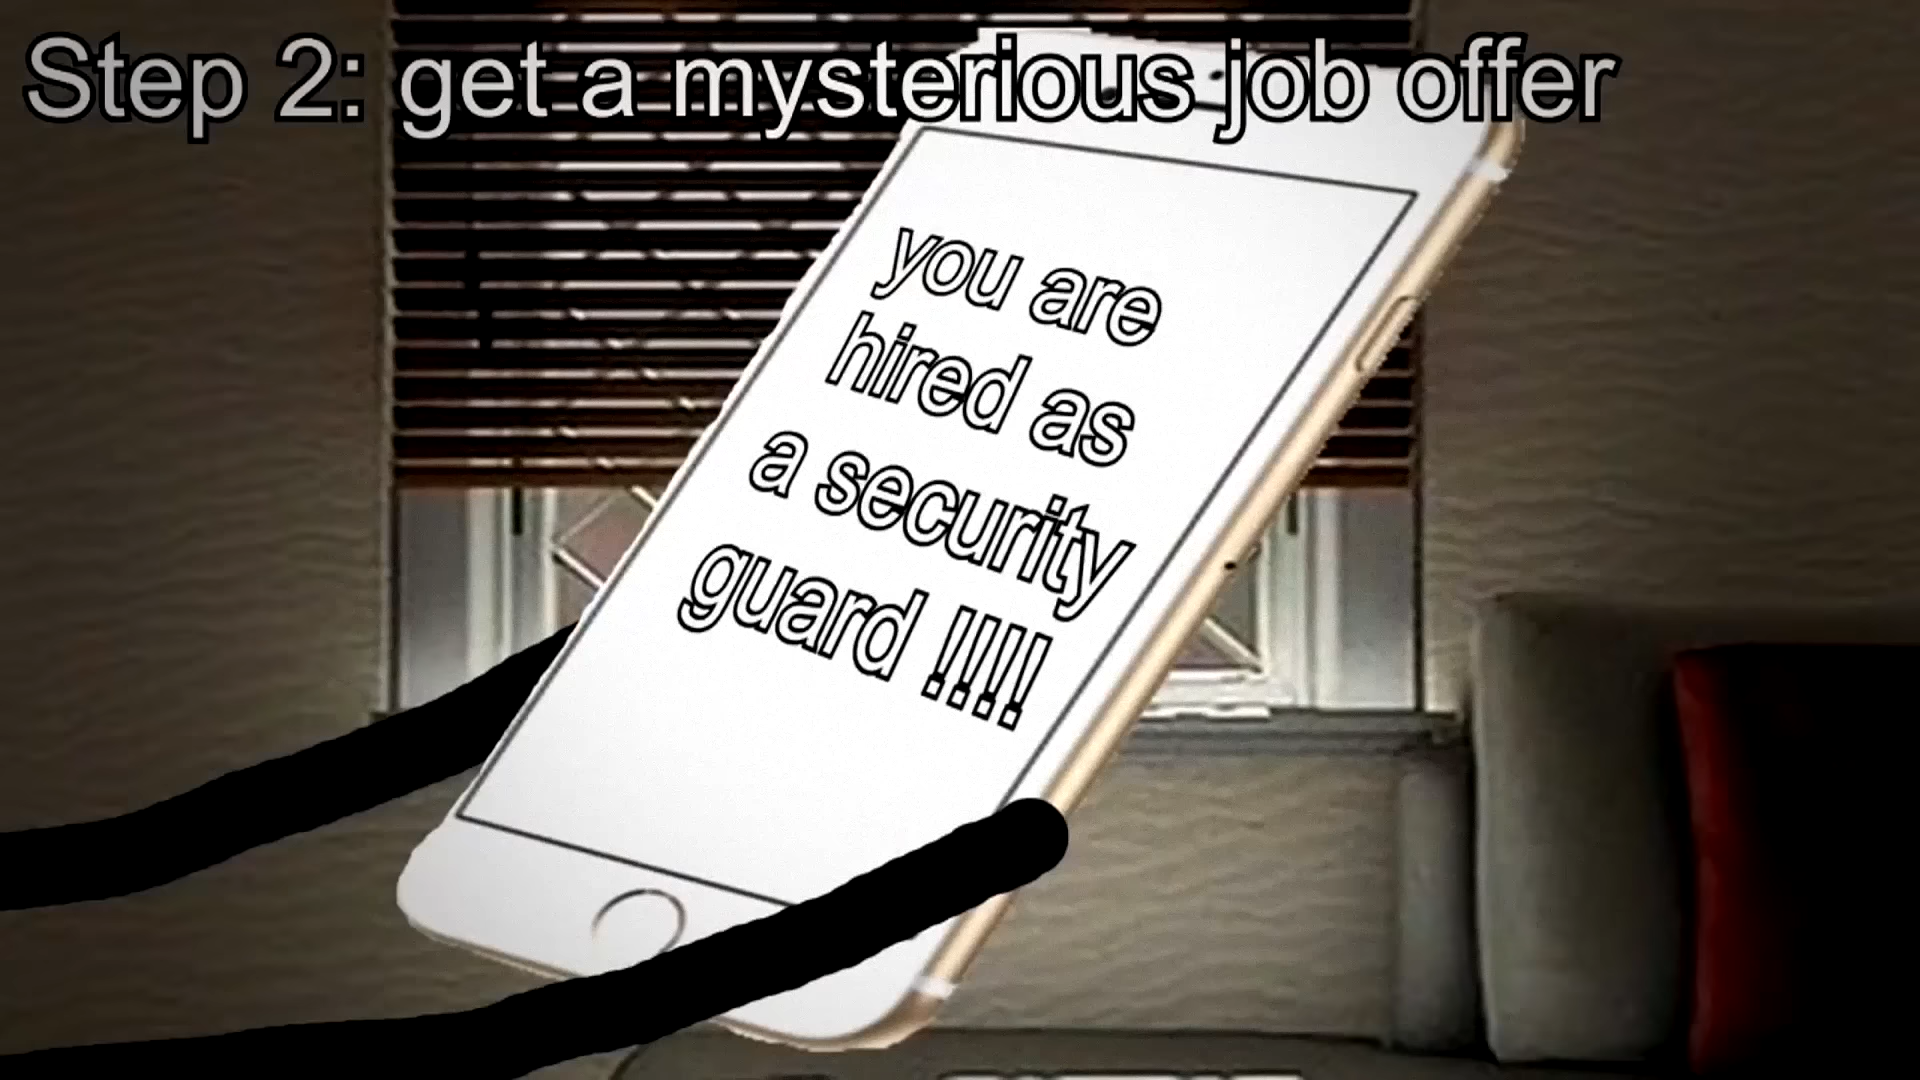 Step 2: get a mysterious job offer
you are
hired as
a security
guard !!!!